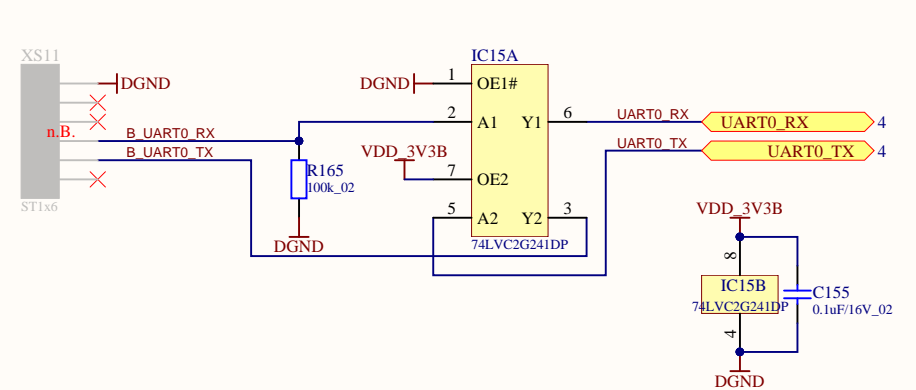 XS11
DGND
n.B.
B_UART0_RX
B_UART0_TX
ST1x6
R165
100k_02
DGND
IC15A
DGND
1
OE1#
2
A1
Y1
6
VDD_3V3B
7
OE2
5
A2
Y2
3
74LVC2G241DP
UART0_RX
UART0_RX
4
UART0_TX
UART0_TX
4
VDD_3V3B
8
IC15B
74LVC2G241DP
4
C155
0.1uF/16V_02
DGND